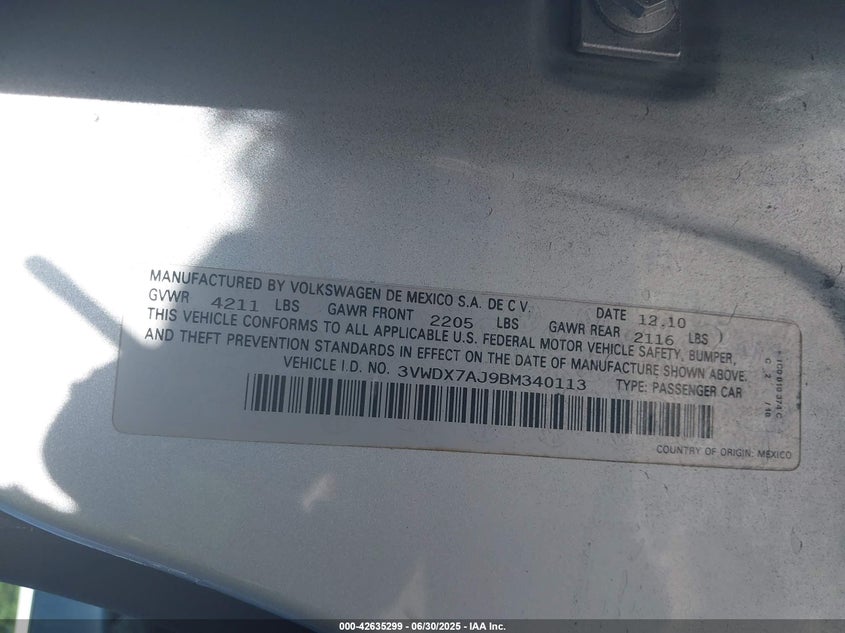 MANUFACTURED BY VOLKSWAGEN DE MEXICO S.A. DE C V. DATE 12.10
GVWR 4211 LBS GAWR FRONT 2205 LBS GAWR REAR 2116 LBS )
THIS VEHICLE CONFORMS TO ALL APPLICABLE U.S. FEDERAL MOTOR VEHICLE SAFETY, BUMPER,
AND THEFT PREVENTION STANDARDS IN EFFECT ON THE DATE OF MANUFACTURE SHOWN ABOVE.
VEHICLE I.D. NO. 3VWDX7AJ9BM340113 TYPE: PASSENGER CAR
COUNTRY OF ORIGIN: MEXICO
C 2 /10
000-42635299 - 06/30/2025 - IAA Inc.